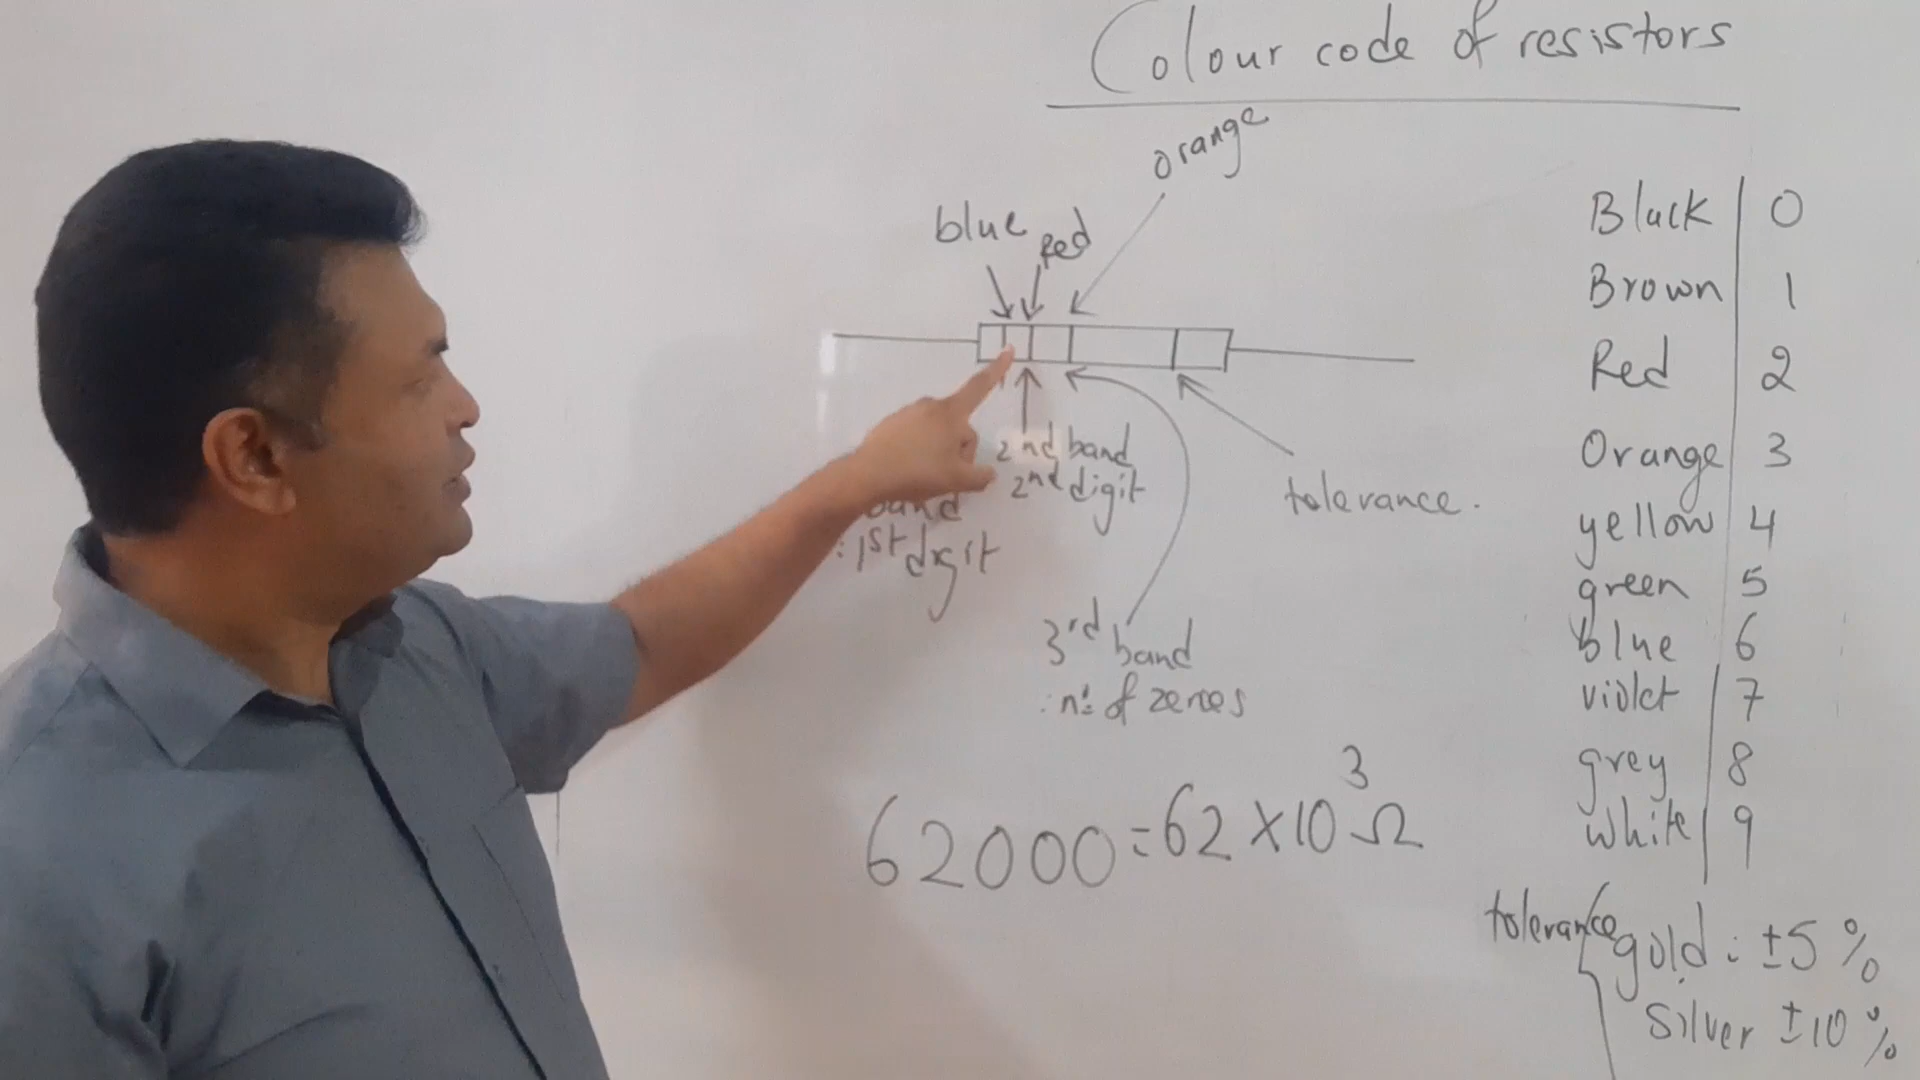 Colour code of resistors
orange
blue
Red
2nd band
2nd digit
band
: 1st digit
tolerance.
3rd band
: nº of zeroes
62000 = 62 x 10³ Ω
Black | 0
Brown | 1
Red | 2
Orange | 3
yellow | 4
green | 5
blue | 6
violet | 7
grey | 8
white | 9
tolerance
gold : ±5 %
silver ±10 %